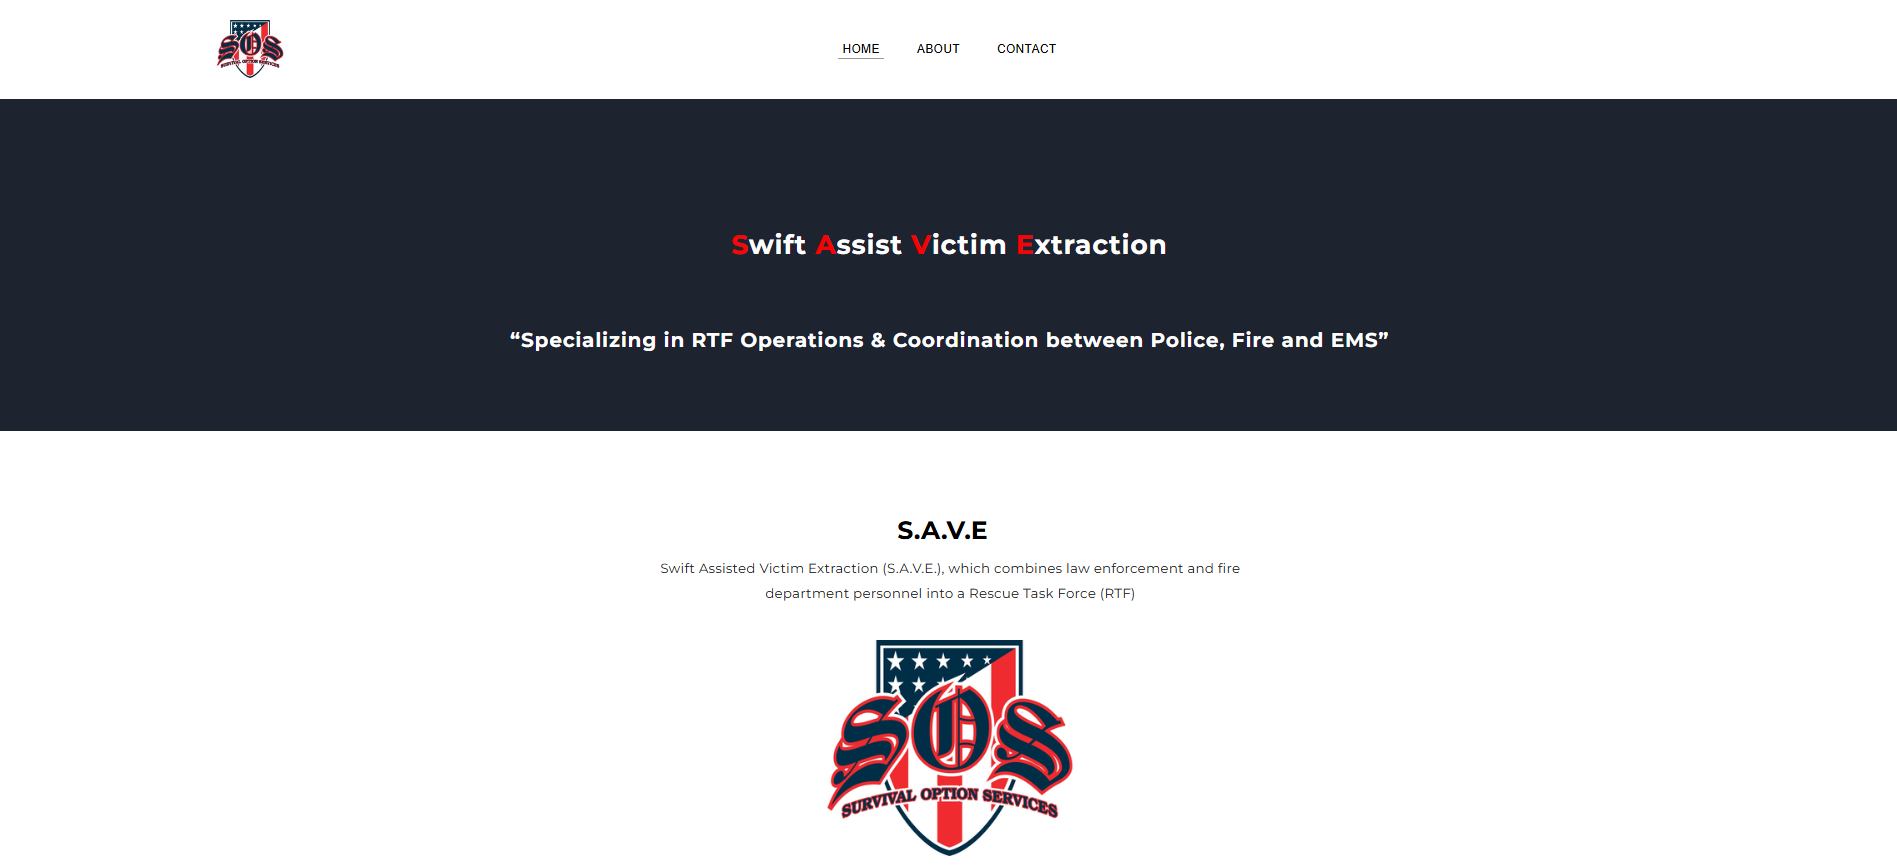 SOS
SURVIVAL OPTION SERVICES
HOME ABOUT CONTACT
Swift Assist Victim Extraction
“Specializing in RTF Operations & Coordination between Police, Fire and EMS”
S.A.V.E
Swift Assisted Victim Extraction (S.A.V.E.), which combines law enforcement and fire
department personnel into a Rescue Task Force (RTF)
SOS
SURVIVAL OPTION SERVICES